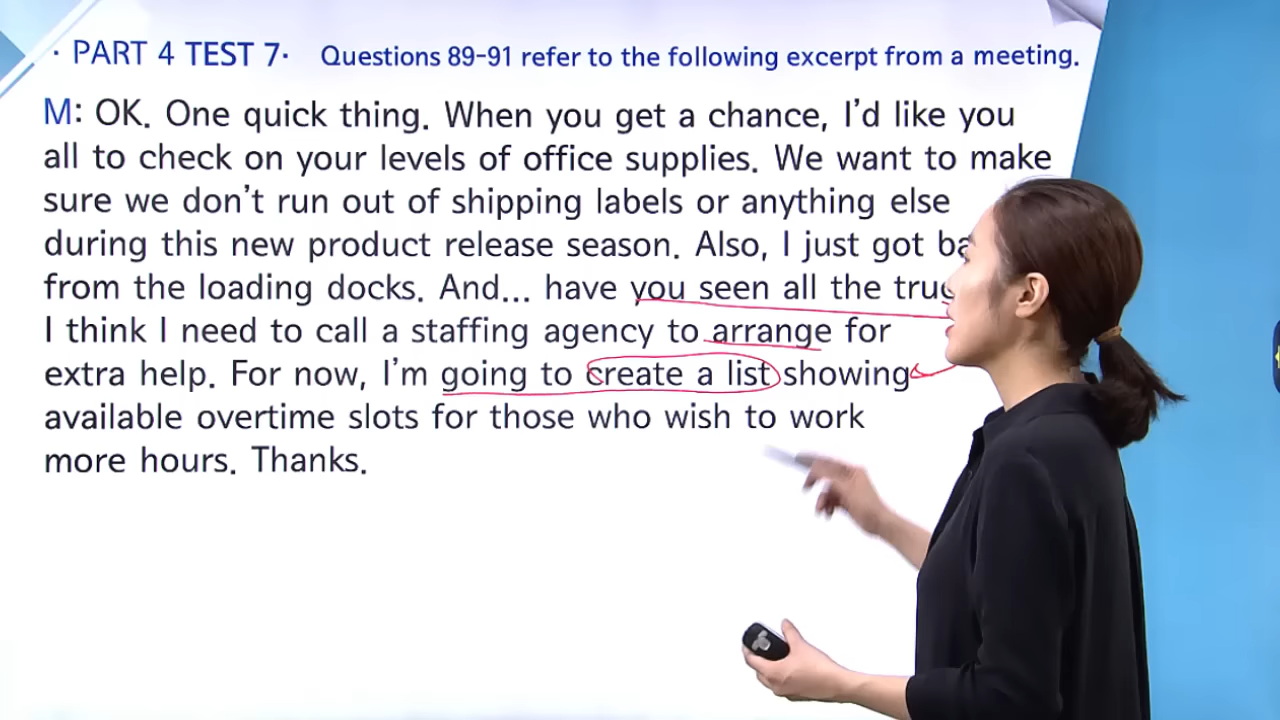 · PART 4 TEST 7·
Questions 89-91 refer to the following excerpt from a meeting.
M: OK. One quick thing. When you get a chance, I'd like you
all to check on your levels of office supplies. We want to make
sure we don't run out of shipping labels or anything else
during this new product release season. Also, I just got
from the loading docks. And... have you seen all the
I think I need to call a staffing agency to arrange for
extra help. For now, I'm going to create a list showing
available overtime slots for those who wish to work
more hours. Thanks.